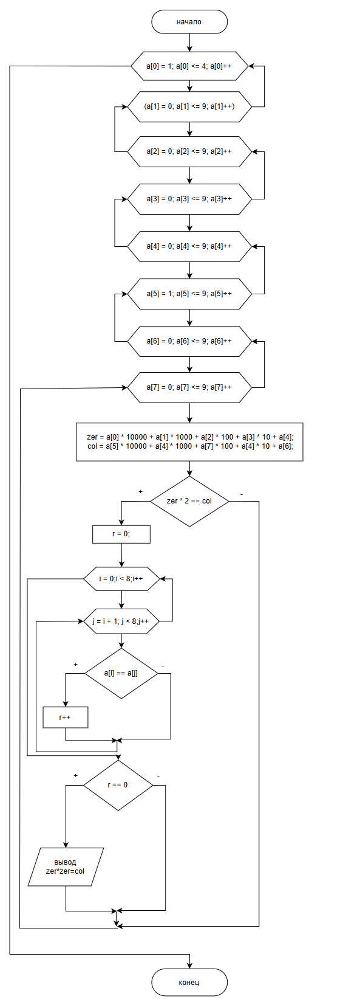 начало
a[0] = 1; a[0] <= 4; a[0]++
(a[1] = 0; a[1] <= 9; a[1]++)
a[2] = 0; a[2] <= 9; a[2]++
a[3] = 0; a[3] <= 9; a[3]++
a[4] = 0; a[4] <= 9; a[4]++
a[5] = 1; a[5] <= 9; a[5]++
a[6] = 0; a[6] <= 9; a[6]++
a[7] = 0; a[7] <= 9; a[7]++
zer = a[0] * 10000 + a[1] * 1000 + a[2] * 100 + a[3] * 10 + a[4];
col = a[5] * 10000 + a[4] * 1000 + a[7] * 100 + a[4] * 10 + a[6];
+
-
zer * 2 == col
r = 0;
i = 0;i < 8;i++
j = i + 1; j < 8;j++
+
-
a[i] == a[j]
r++
+
-
r == 0
вывод
zer*zer=col
конец